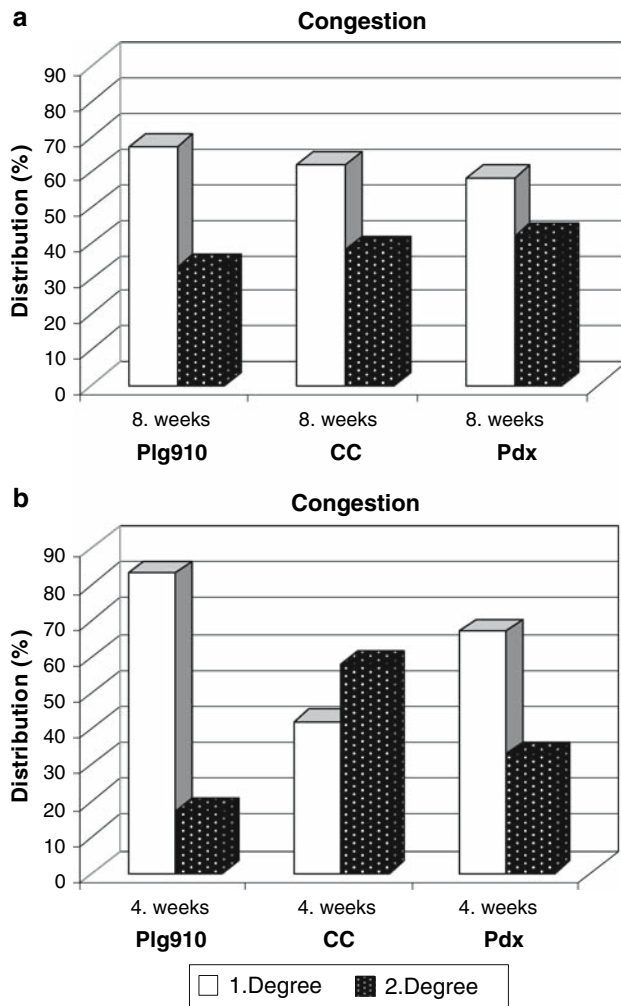 a
Congestion
Distribution (%)
90
80
70
60
50
40
30
20
10
0
8. weeks 8. weeks 8. weeks
Plg910 CC Pdx
b
Congestion
Distribution (%)
90
80
70
60
50
40
30
20
10
0
4. weeks 4. weeks 4. weeks
Plg910 CC Pdx
1.Degree 2.Degree